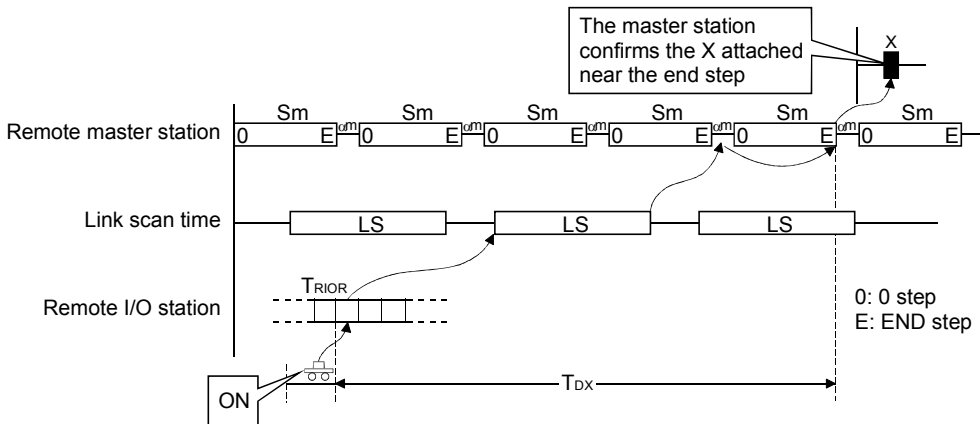 The master station
confirms the X attached
near the end step
X
Sm Sm Sm Sm Sm Sm
Remote master station
0 E αm 0 E αm 0 E αm 0 E αm 0 E αm 0 E
Link scan time
LS LS LS
TRIOR
Remote I/O station
0: 0 step
E: END step
ON
TDX